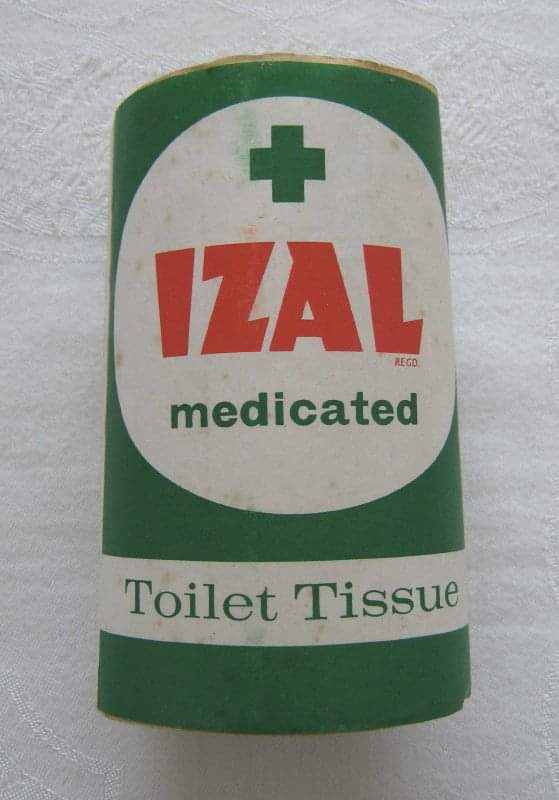 IZAL
REGD.
medicated
Toilet Tissue